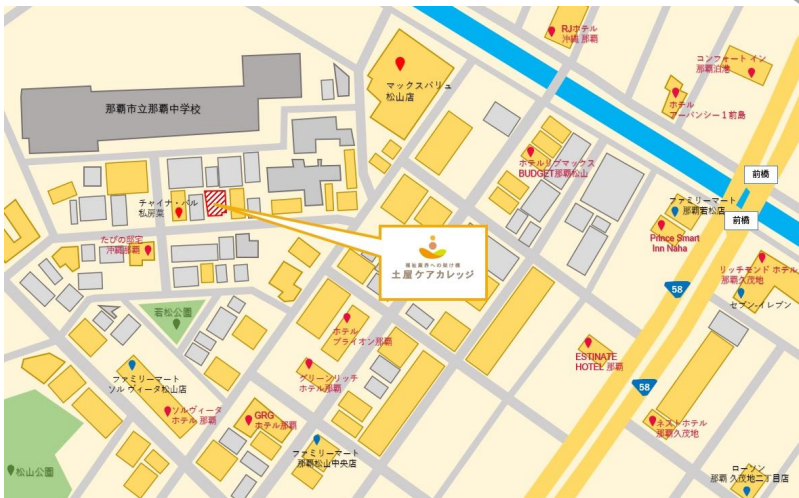 RJホテル
沖縄 那覇
コンフォート イン
那覇泊港
マックスバリュ
松山店
ホテル
アーバンシー1前島
那覇市立那覇中学校
ホテルリブマックス
BUDGET那覇松山
前橋
ファミリーマート
那覇若松店
前橋
チャイナ・パル
私房菜
Prince Smart
Inn Naha
たびの邸宅
沖縄那覇
福祉業界への架け橋
土屋ケアカレッジ
リッチモンド ホテル
那覇久茂地
58
セブン-イレブン
若松公園
ホテル
ブライオン那覇
ESTINATE
HOTEL 那覇
58
ファミリーマート
ソルヴィータ松山店
グリーンリッチ
ホテル那覇
ソルヴィータ
ホテル 那覇
GRG
ホテル那覇
ネストホテル
那覇久茂地
ファミリーマート
那覇松山中央店
松山公園
ローソン
那覇 久茂地二丁目店